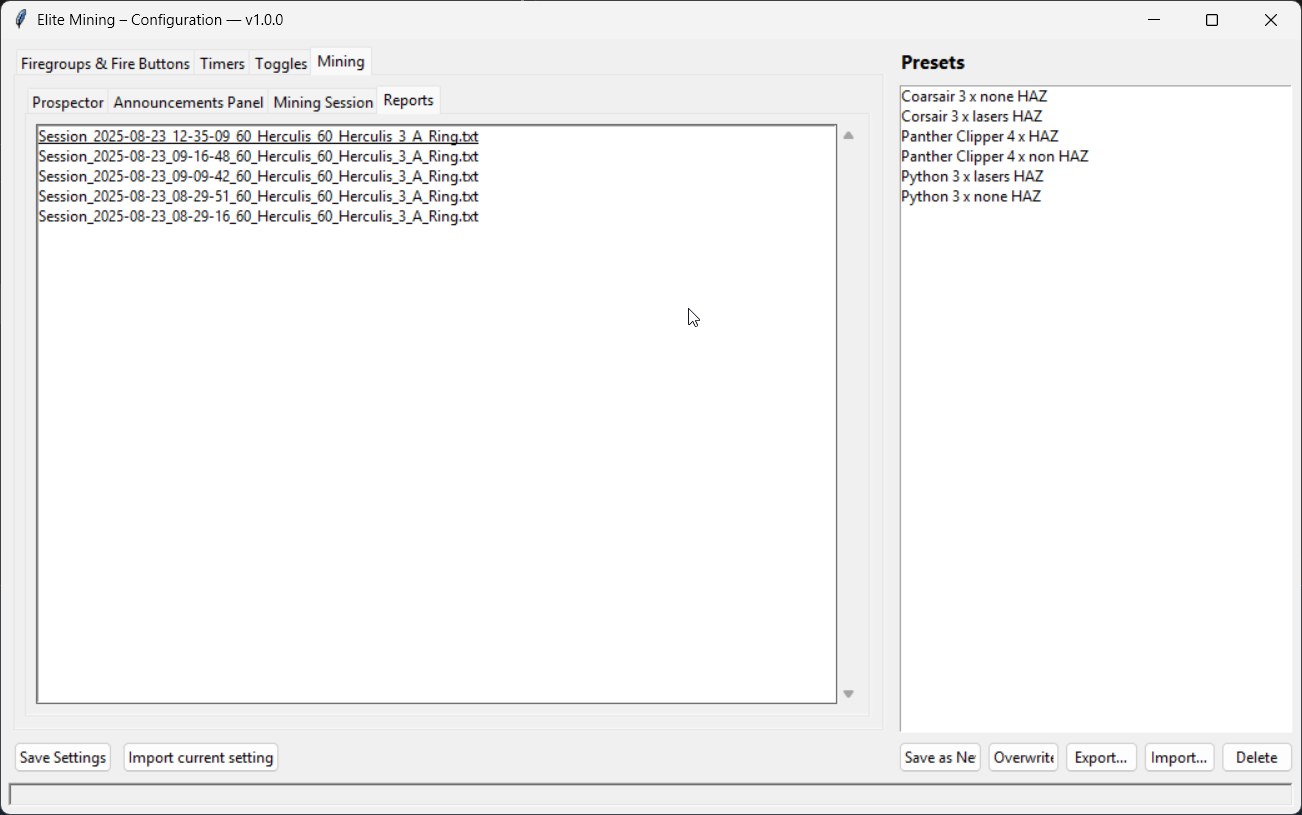 Elite Mining – Configuration — v1.0.0
Firegroups & Fire Buttons Timers Toggles Mining
Prospector Announcements Panel Mining Session Reports
Session_2025-08-23_12-35-09_60_Herculis_60_Herculis_3_A_Ring.txt
Session_2025-08-23_09-16-48_60_Herculis_60_Herculis_3_A_Ring.txt
Session_2025-08-23_09-09-42_60_Herculis_60_Herculis_3_A_Ring.txt
Session_2025-08-23_08-29-51_60_Herculis_60_Herculis_3_A_Ring.txt
Session_2025-08-23_08-29-16_60_Herculis_60_Herculis_3_A_Ring.txt
Presets
Coarsair 3 x none HAZ
Corsair 3 x lasers HAZ
Panther Clipper 4 x HAZ
Panther Clipper 4 x non HAZ
Python 3 x lasers HAZ
Python 3 x none HAZ
Save Settings Import current setting
Save as Ne Overwrite Export... Import... Delete